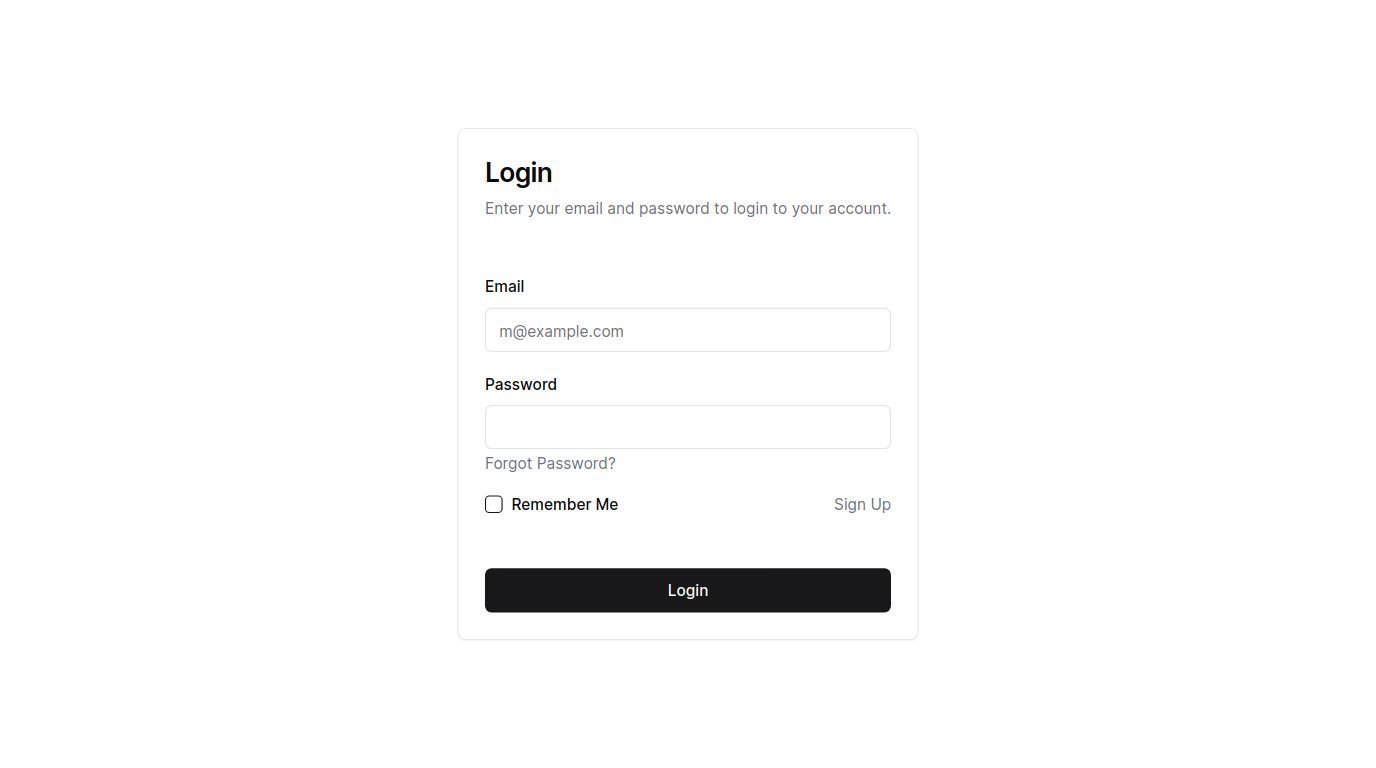 Login
Enter your email and password to login to your account.
Email
m@example.com
Password
Forgot Password?
Remember Me
Sign Up
Login